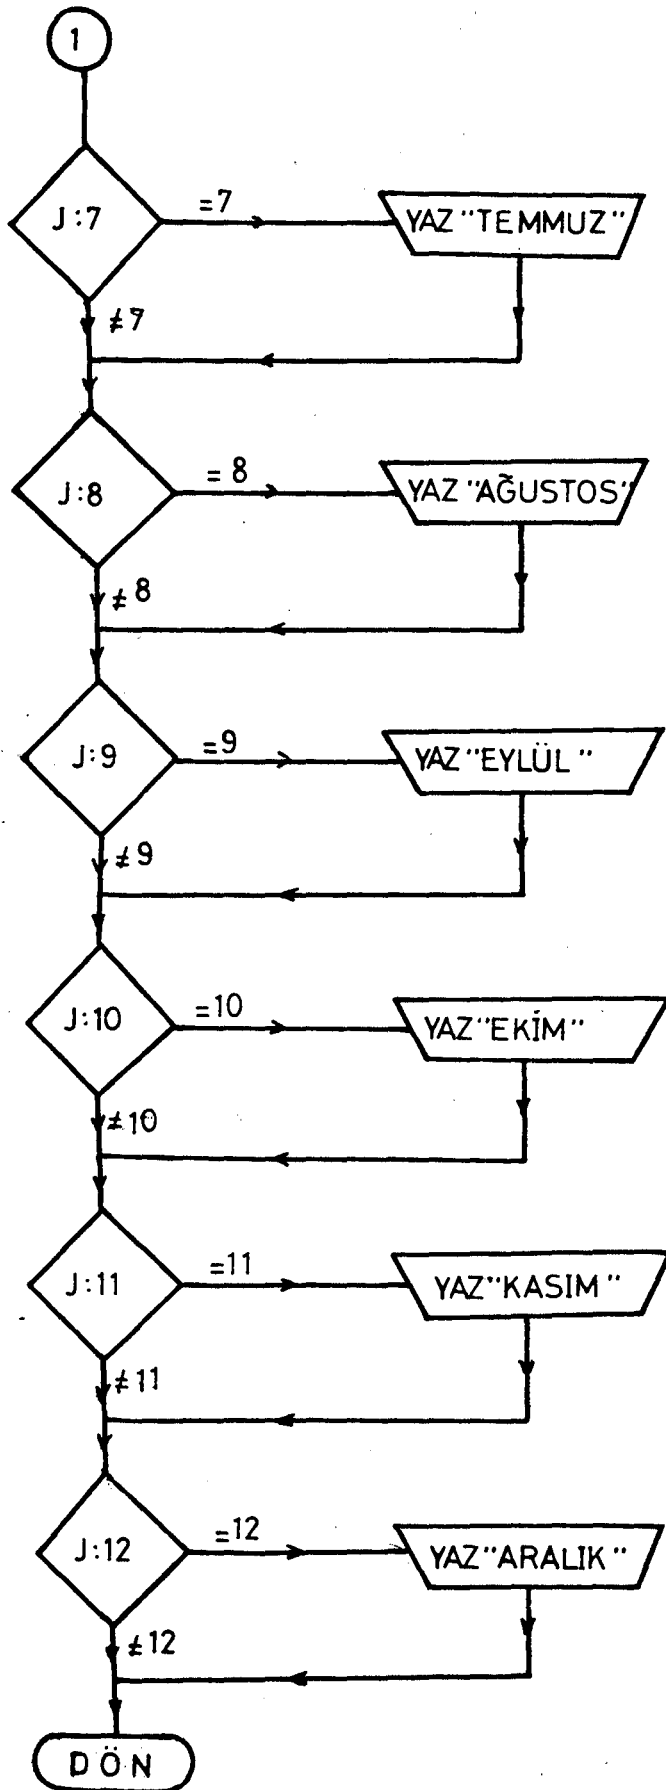 1
J:7
=7
YAZ "TEMMUZ"
≠7
J:8
=8
YAZ "AĞUSTOS"
≠8
J:9
=9
YAZ "EYLÜL"
≠9
J:10
=10
YAZ "EKİM"
≠10
J:11
=11
YAZ "KASIM"
≠11
J:12
=12
YAZ "ARALIK"
≠12
DÖN